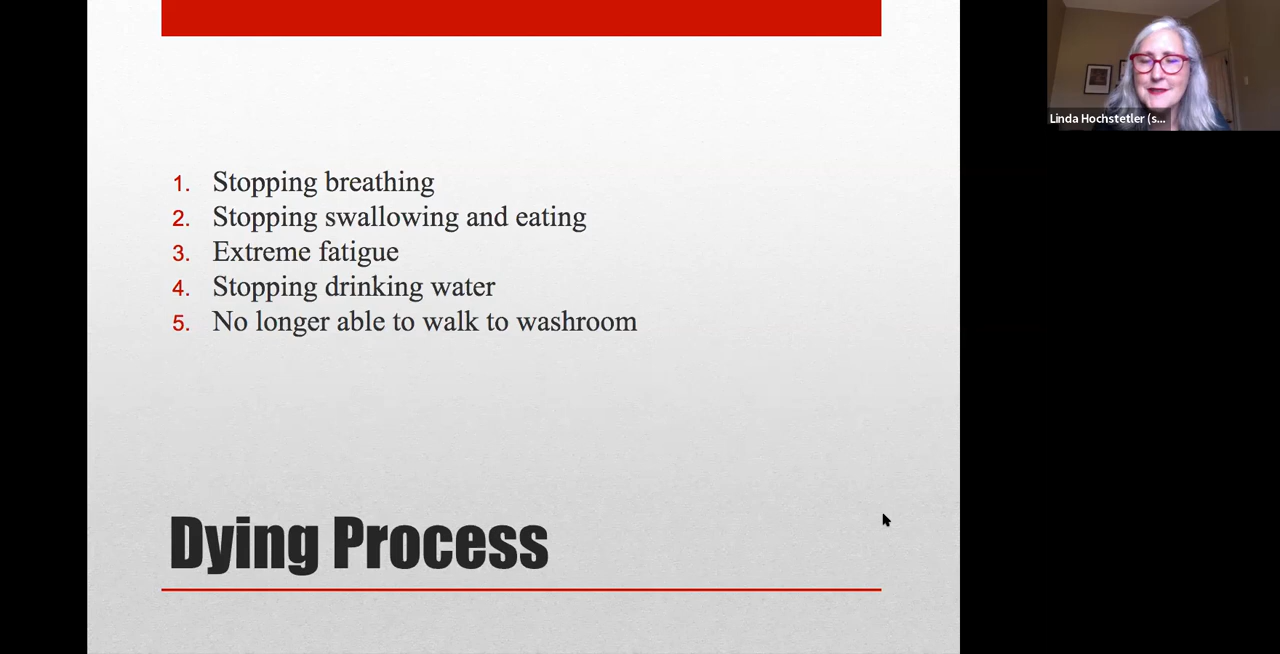 1. Stopping breathing
2. Stopping swallowing and eating
3. Extreme fatigue
4. Stopping drinking water
5. No longer able to walk to washroom
Dying Process
Linda Hochstetler (s...